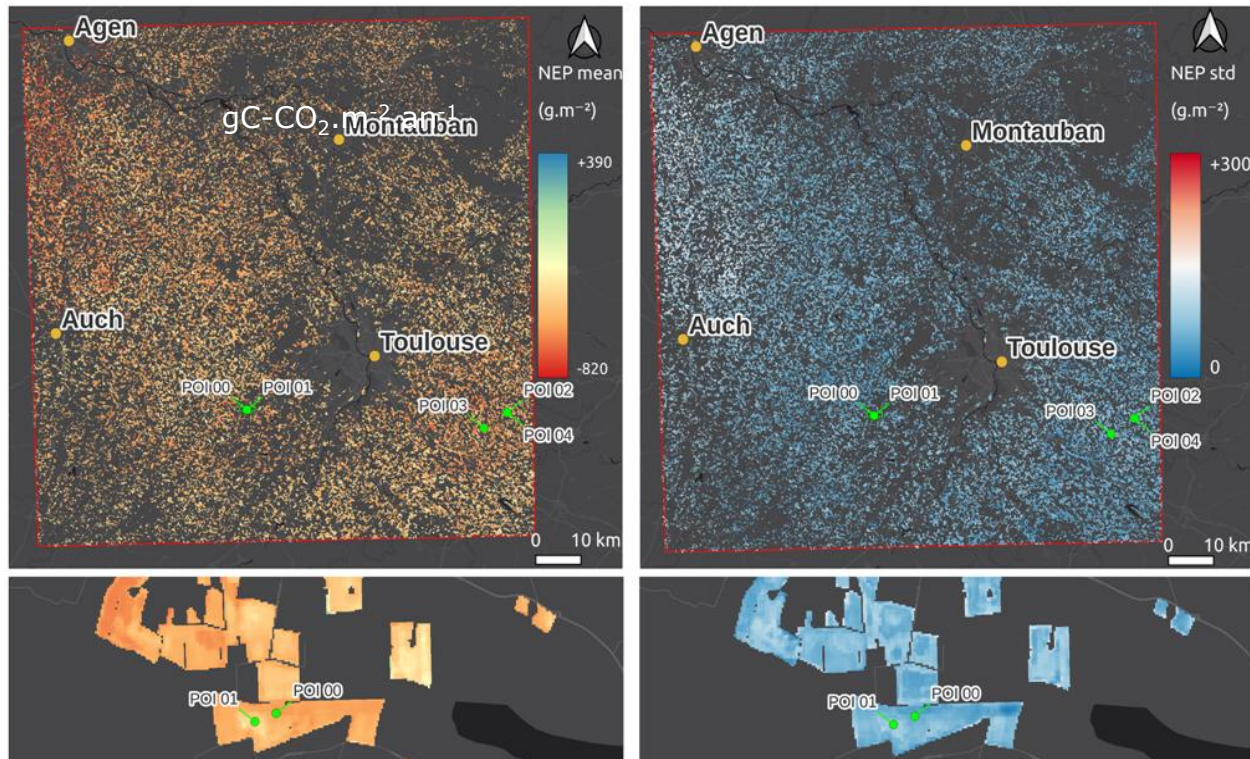 Agen
NEP mean
(g.m⁻²)
gC-CO₂.m⁻².an⁻¹
Montauban
+390
Auch
Toulouse
-820
POI 00
POI 01
POI 02
POI 03
POI 04
0
10 km
Agen
NEP std
(g.m⁻²)
Montauban
+300
Auch
Toulouse
0
POI 00
POI 01
POI 02
POI 03
POI 04
0
10 km
POI 01
POI 00
POI 01
POI 00